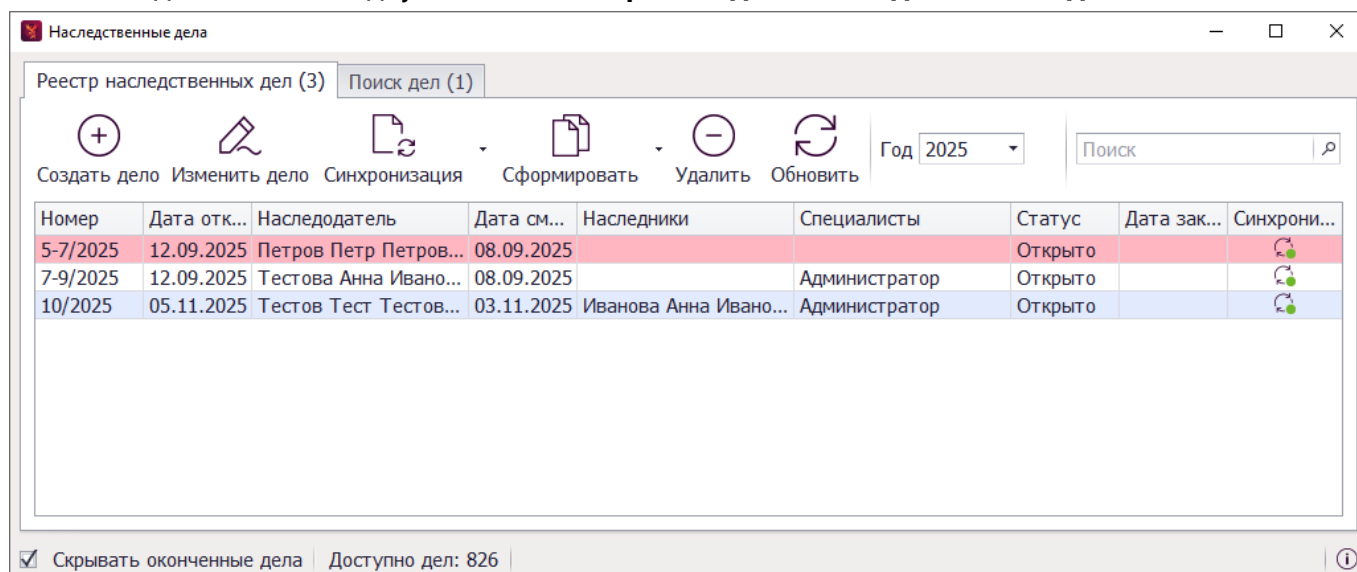 Наследственные дела
Реестр наследственных дел (3) Поиск дел (1)
Создать дело Изменить дело Синхронизация Сформировать Удалить Обновить Год 2025 Поиск
Номер Дата отк... Наследодатель Дата см... Наследники Специалисты Статус Дата зак... Синхрони...
5-7/2025 12.09.2025 Петров Петр Петров... 08.09.2025 Открыто
7-9/2025 12.09.2025 Тестова Анна Ивано... 08.09.2025 Администратор Открыто
10/2025 05.11.2025 Тестов Тест Тестов... 03.11.2025 Иванова Анна Ивано... Администратор Открыто
Скрывать оконченные дела Доступно дел: 826